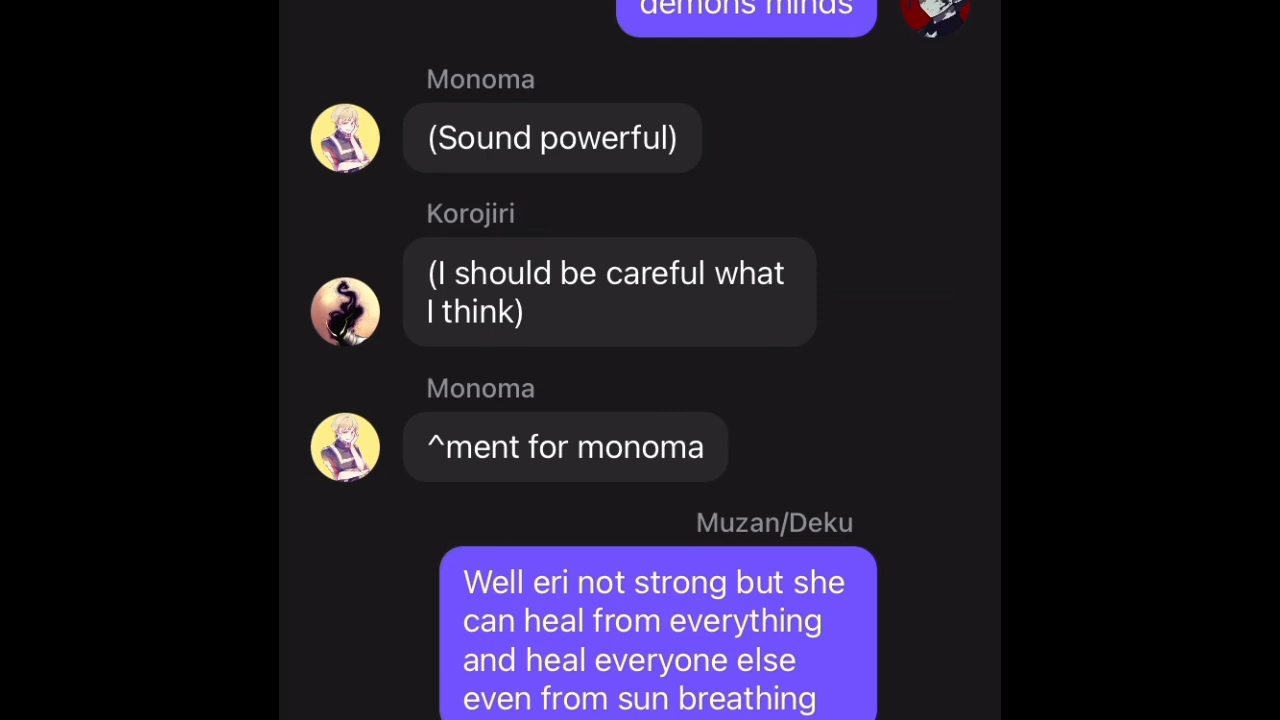 demons minds
Monoma
(Sound powerful)
Korojiri
(I should be careful what
I think)
Monoma
^ment for monoma
Muzan/Deku
Well eri not strong but she
can heal from everything
and heal everyone else
even from sun breathing